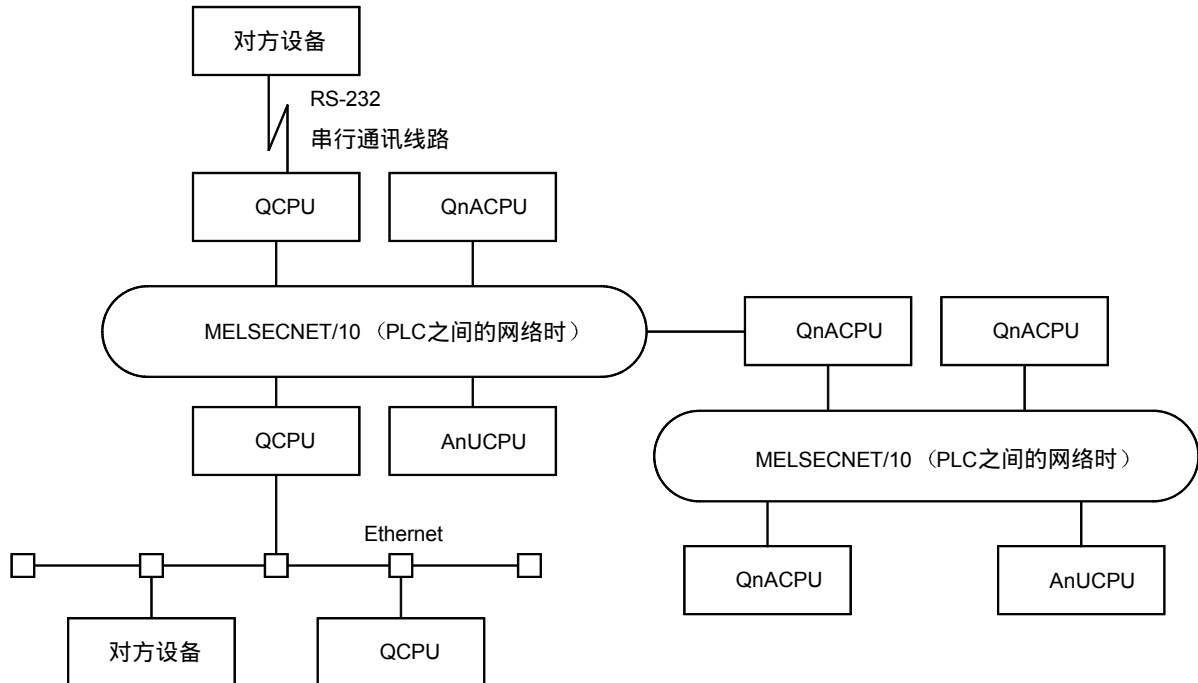 对方设备
RS-232
串行通讯线路
QCPU
QnACPU
MELSECNET/10 （PLC之间的网络时）
QnACPU
QnACPU
QCPU
AnUCPU
MELSECNET/10 （PLC之间的网络时）
Ethernet
QnACPU
AnUCPU
对方设备
QCPU